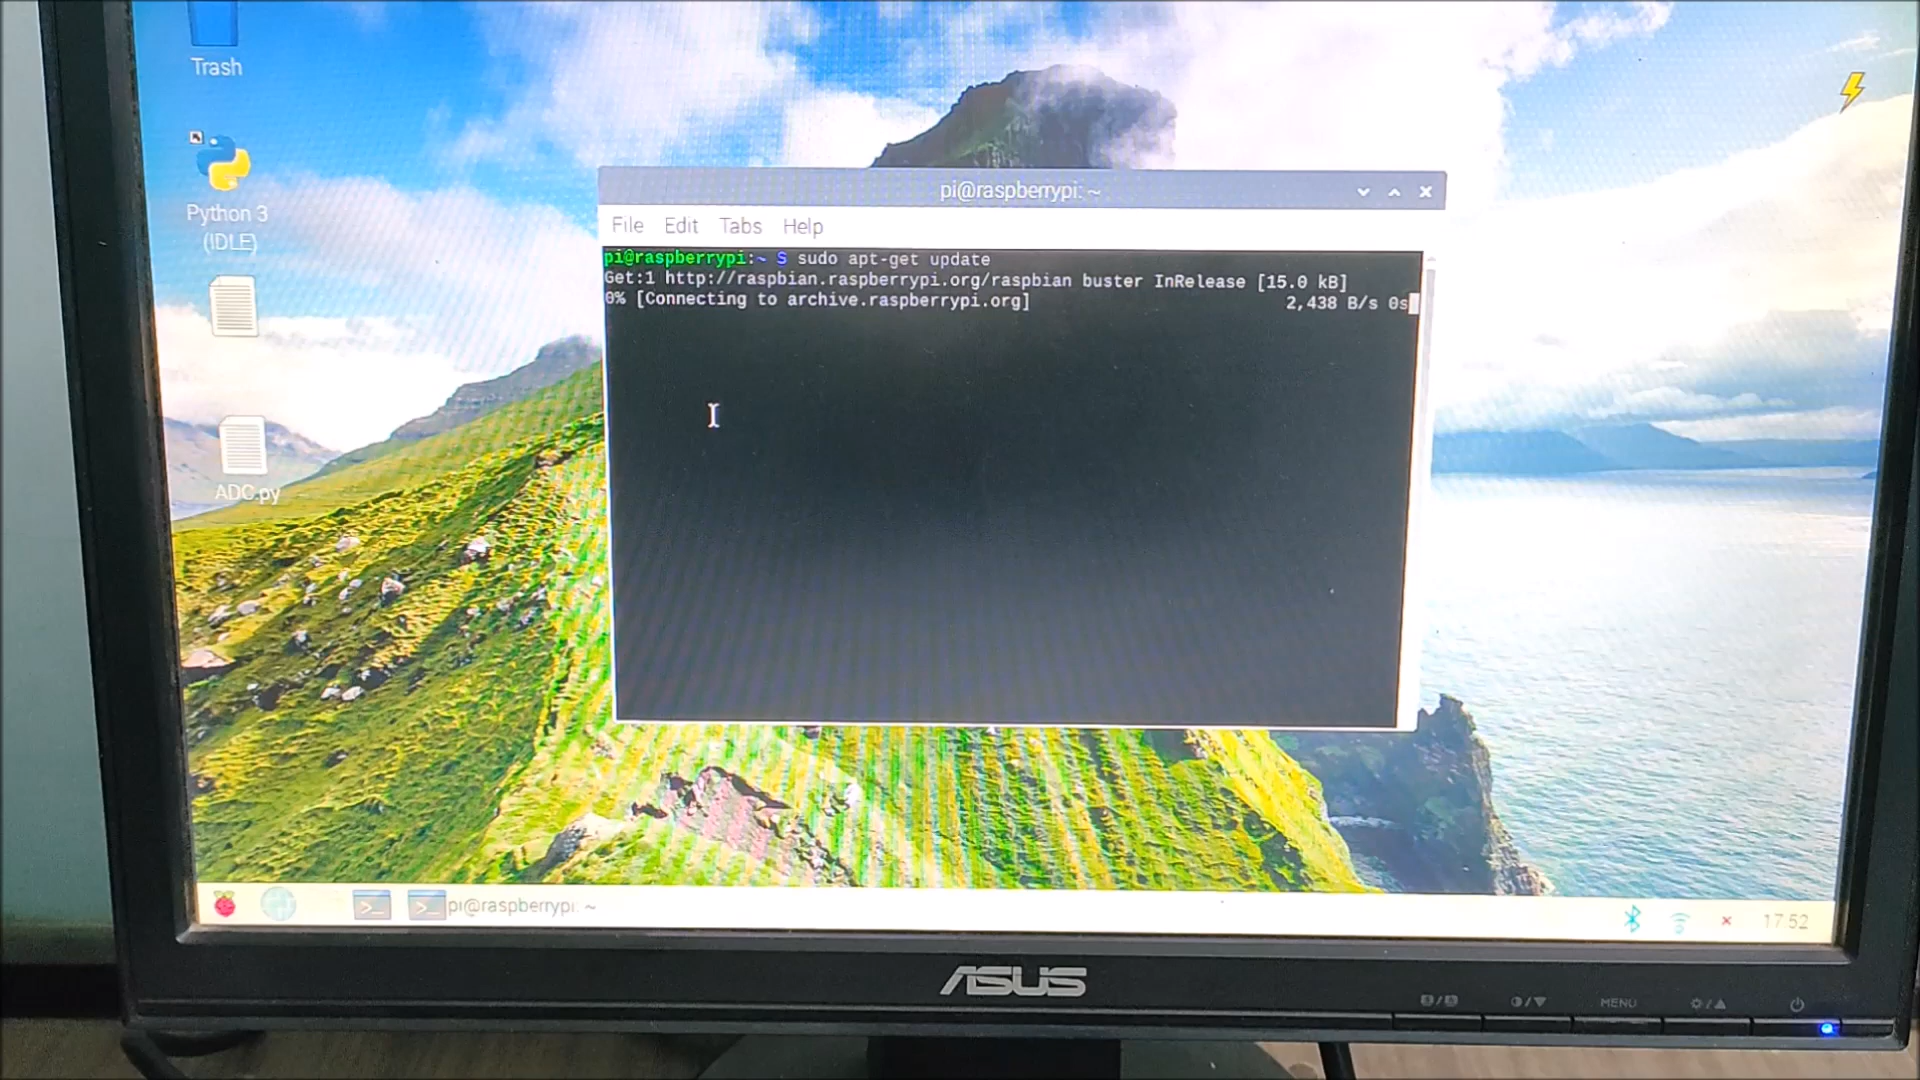 Trash
Python 3
(IDLE)
ADC.py
pi@raspberrypi: ~
File Edit Tabs Help
pi@raspberrypi:~ $ sudo apt-get update
Get:1 http://raspbian.raspberrypi.org/raspbian buster InRelease [15.0 kB]
0% [Connecting to archive.raspberrypi.org] 2,438 B/s 0s
>_ >_ pi@raspberrypi: ~
17:52
ASUS
MENU